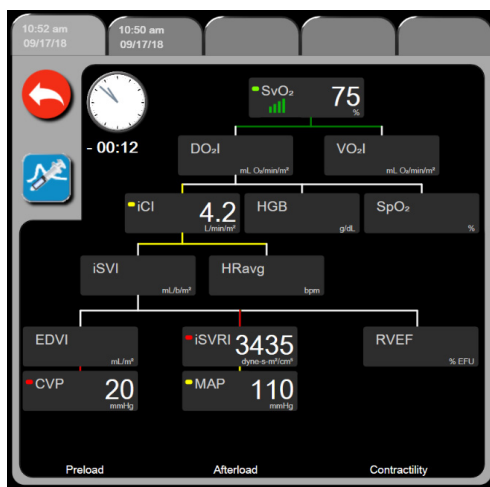 10:52 am
09/17/18
10:50 am
09/17/18
SvO₂
75
%
- 00:12
DO₂I
mL O₂/min/m²
VO₂I
mL O₂/min/m²
iCI
4.2
L/min/m²
HGB
g/dL
SpO₂
%
iSVI
mL/b/m²
HRavg
bpm
EDVI
mL/m²
iSVRI
3435
dyne-s-m²/cm⁵
RVEF
% EFU
CVP
20
mmHg
MAP
110
mmHg
Preload
Afterload
Contractility